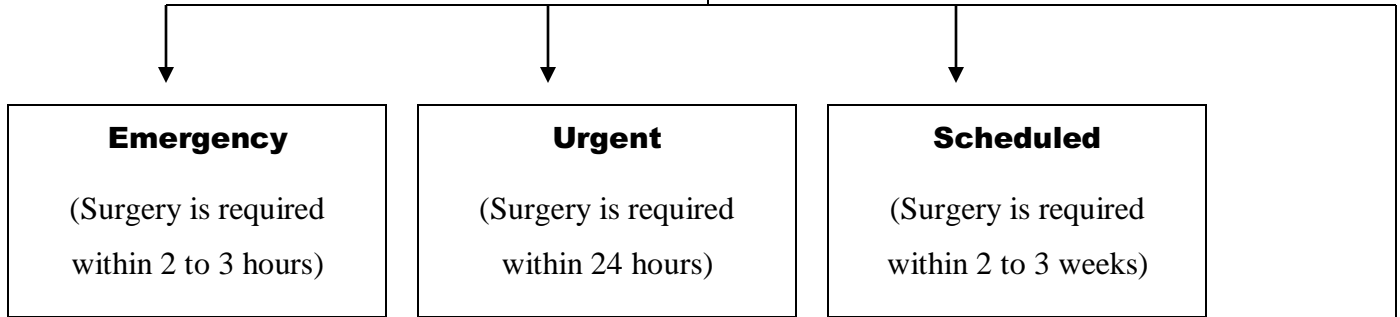 Emergency
(Surgery is required
within 2 to 3 hours)
Urgent
(Surgery is required
within 24 hours)
Scheduled
(Surgery is required
within 2 to 3 weeks)